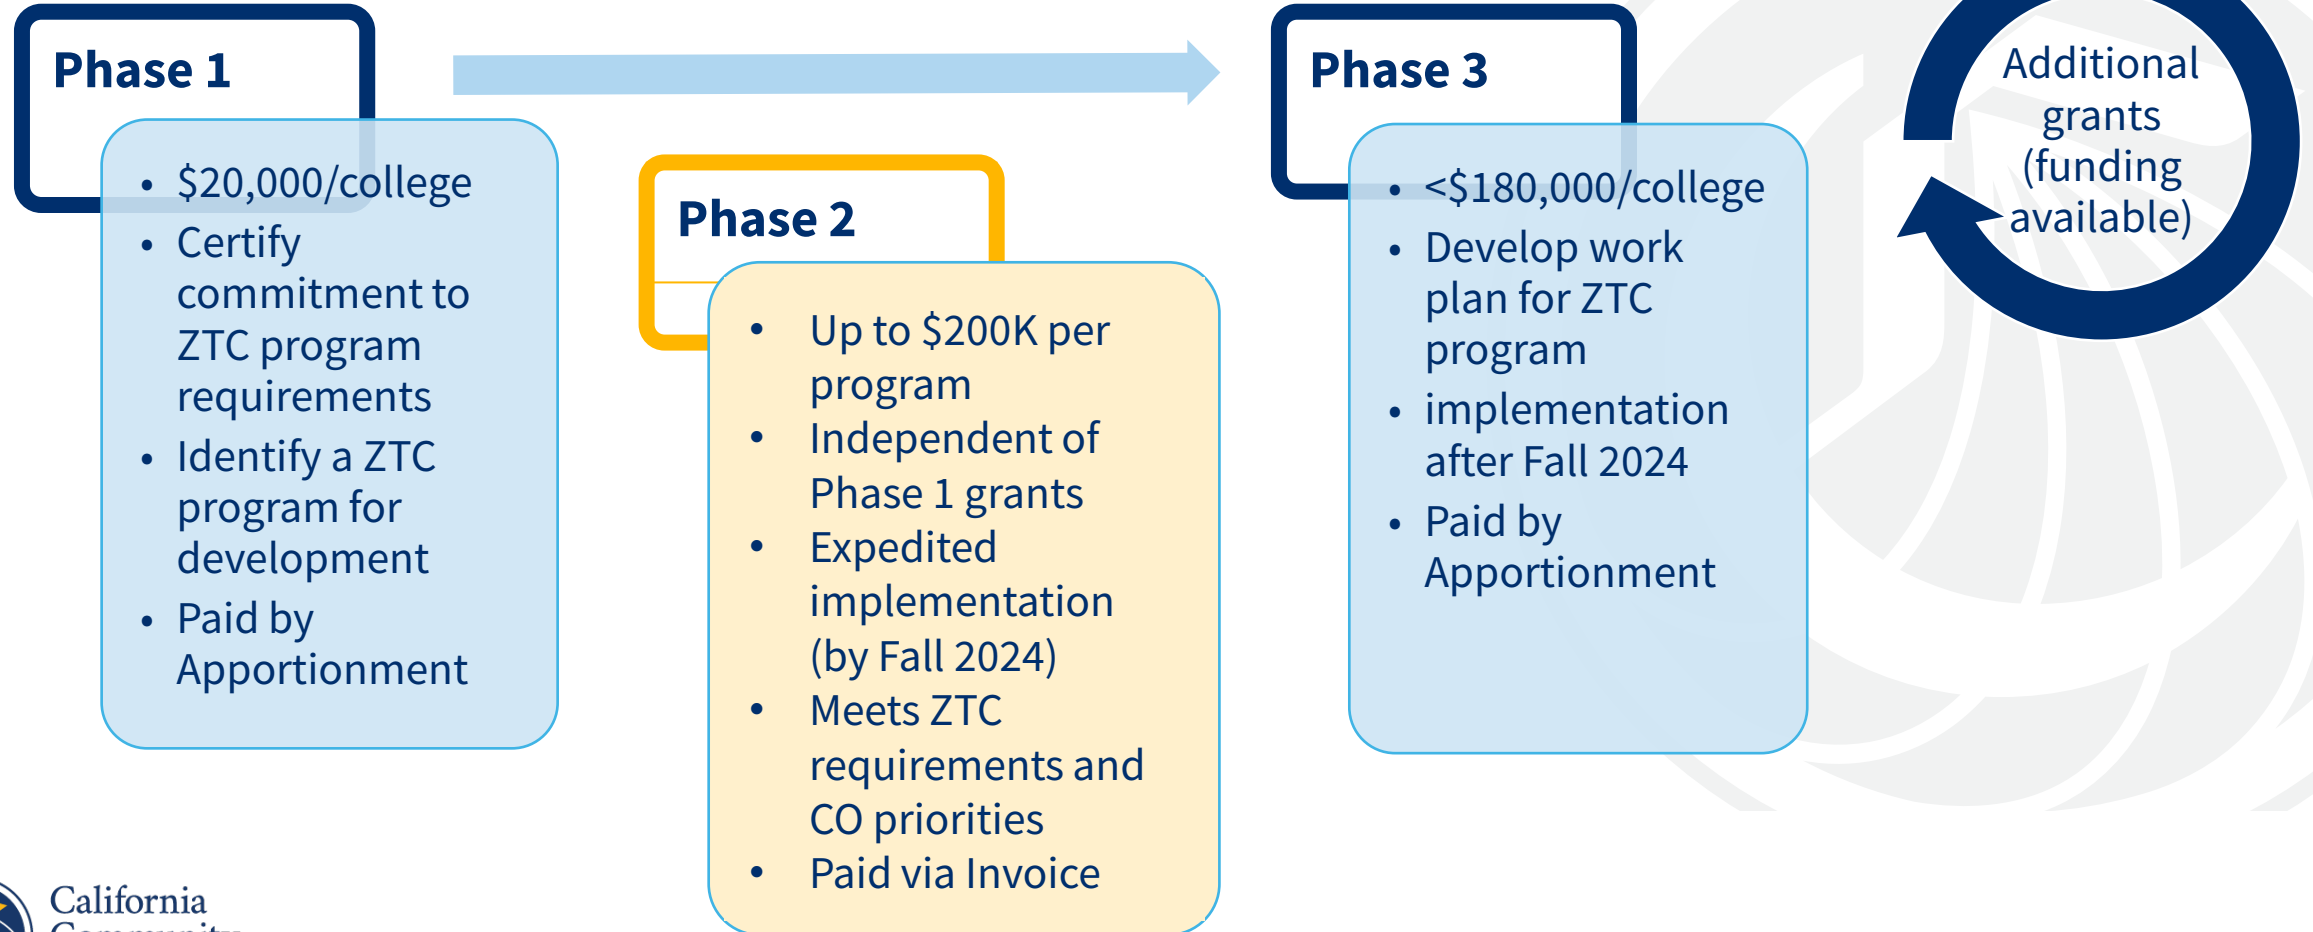 Phase 1
• $20,000/college
• Certify
commitment to
ZTC program
requirements
• Identify a ZTC
program for
development
• Paid by
Apportionment
Phase 2
• Up to $200K per
program
• Independent of
Phase 1 grants
• Expedited
implementation
(by Fall 2024)
• Meets ZTC
requirements and
CO priorities
• Paid via Invoice
Phase 3
• <$180,000/college
• Develop work
plan for ZTC
program
• implementation
after Fall 2024
• Paid by
Apportionment
Additional
grants
(funding
available)
California
Community